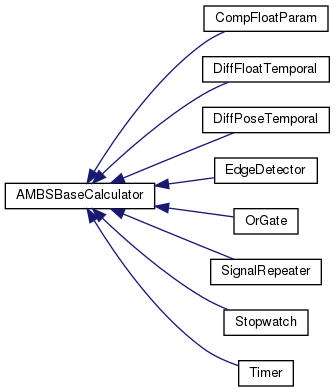 CompFloatParam
DiffFloatTemporal
DiffPoseTemporal
EdgeDetector
AMBSBaseCalculator
OrGate
SignalRepeater
Stopwatch
Timer